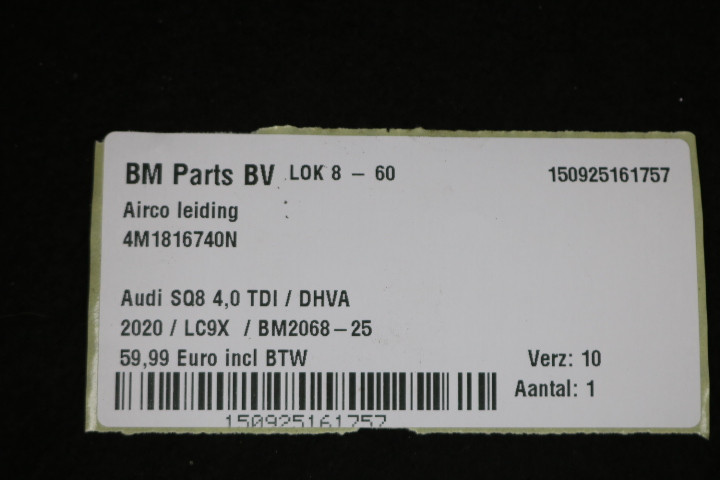 BM Parts BV LOK 8 - 60 150925161757
Airco leiding
4M1816740N
Audi SQ8 4,0 TDI / DHVA
2020 / LC9X / BM2068-25
59,99 Euro incl BTW Verz: 10
Aantal: 1
150925161757